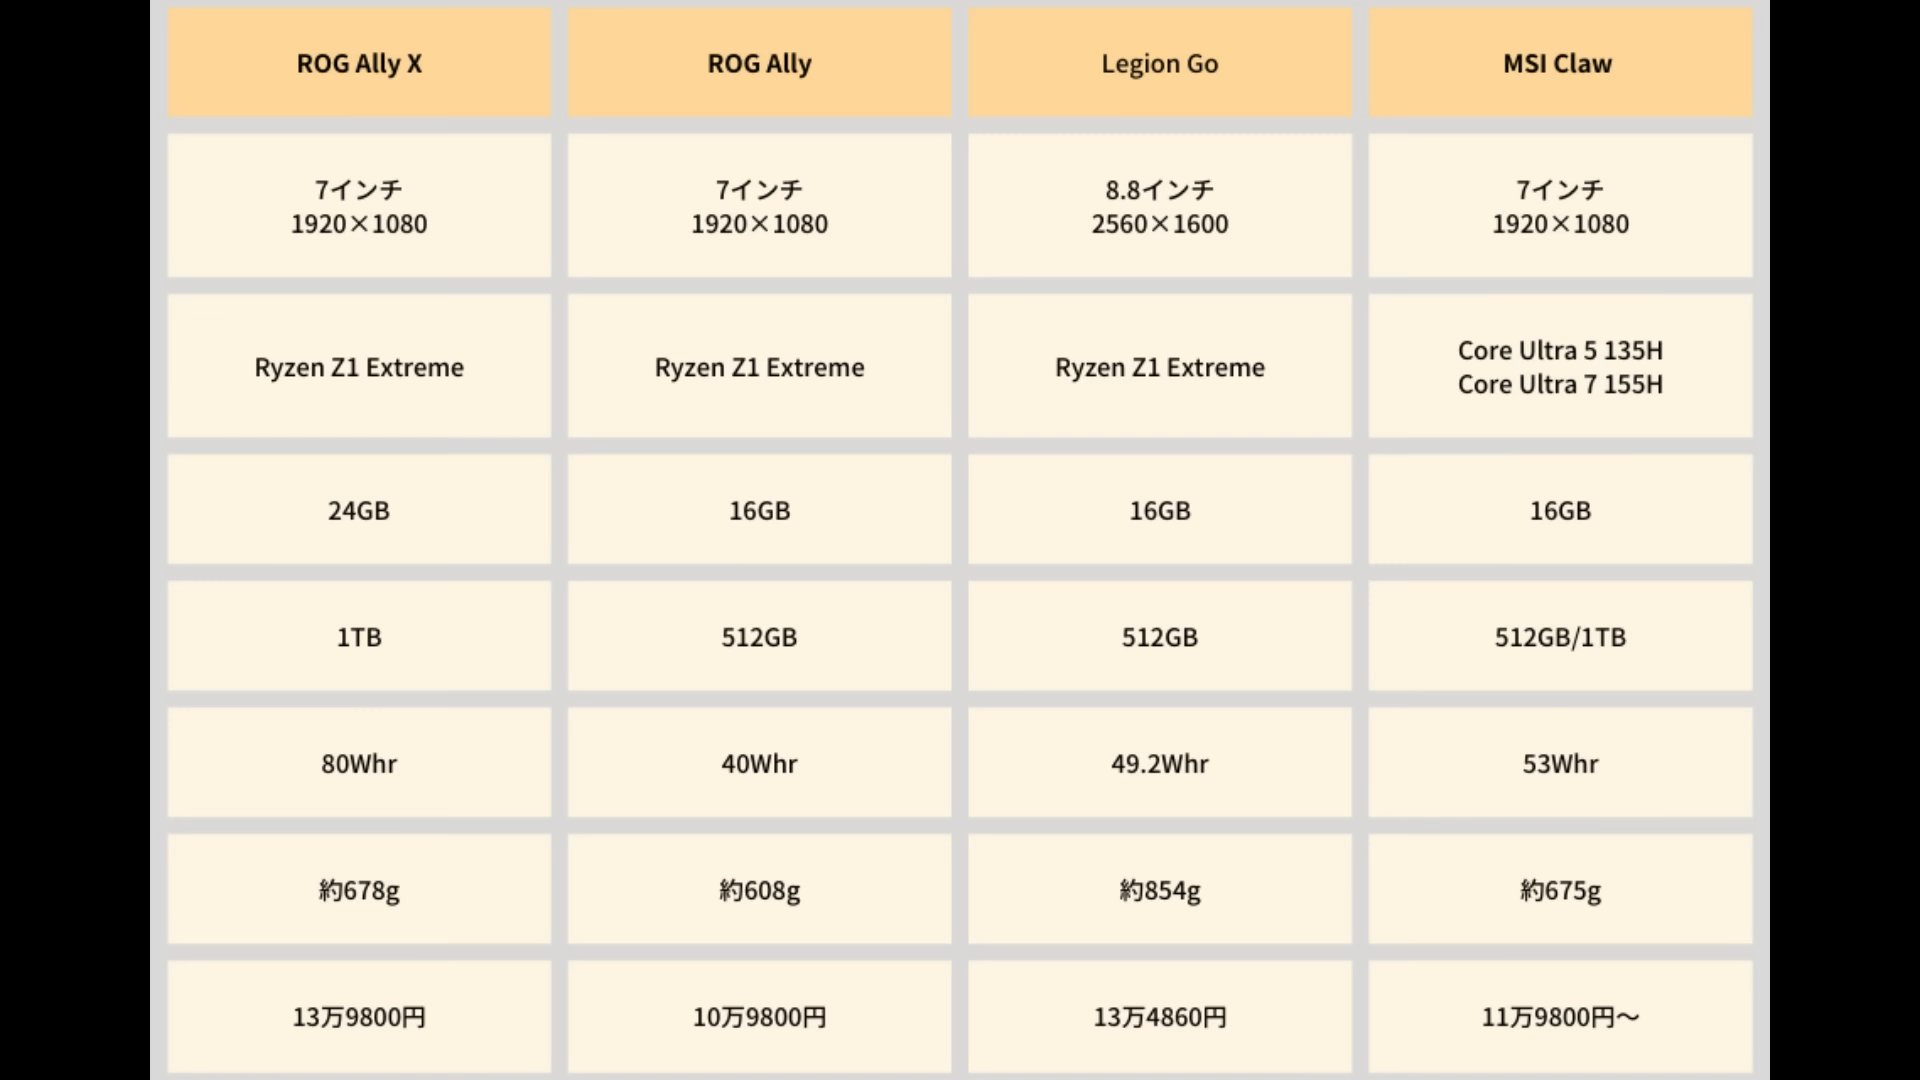 ROG Ally X
ROG Ally
Legion Go
MSI Claw
7インチ
1920×1080
7インチ
1920×1080
8.8インチ
2560×1600
7インチ
1920×1080
Ryzen Z1 Extreme
Ryzen Z1 Extreme
Ryzen Z1 Extreme
Core Ultra 5 135H
Core Ultra 7 155H
24GB
16GB
16GB
16GB
1TB
512GB
512GB
512GB/1TB
80Whr
40Whr
49.2Whr
53Whr
約678g
約608g
約854g
約675g
13万9800円
10万9800円
13万4860円
11万9800円〜